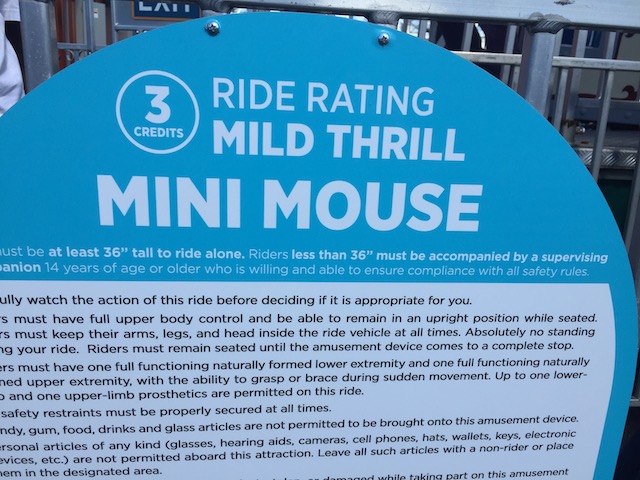 EXIT
3
CREDITS
RIDE RATING
MILD THRILL
MINI MOUSE
must be at least 36” tall to ride alone. Riders less than 36” must be accompanied by a supervising
panion 14 years of age or older who is willing and able to ensure compliance with all safety rules.
ully watch the action of this ride before deciding if it is appropriate for you.
rs must have full upper body control and be able to remain in an upright position while seated.
rs must keep their arms, legs, and head inside the ride vehicle at all times. Absolutely no standing
ng your ride. Riders must remain seated until the amusement device comes to a complete stop.
ers must have one full functioning naturally formed lower extremity and one full functioning naturally
ned upper extremity, with the ability to grasp or brace during sudden movement. Up to one lower-
b and one upper-limb prosthetics are permitted on this ride.
safety restraints must be properly secured at all times.
ndy, gum, food, drinks and glass articles are not permitted to be brought onto this amusement device.
ersonal articles of any kind (glasses, hearing aids, cameras, cell phones, hats, wallets, keys, electronic
evices, etc.) are not permitted aboard this attraction. Leave all such articles with a non-rider or place
hem in the designated area.
or damaged while taking part on this amusement